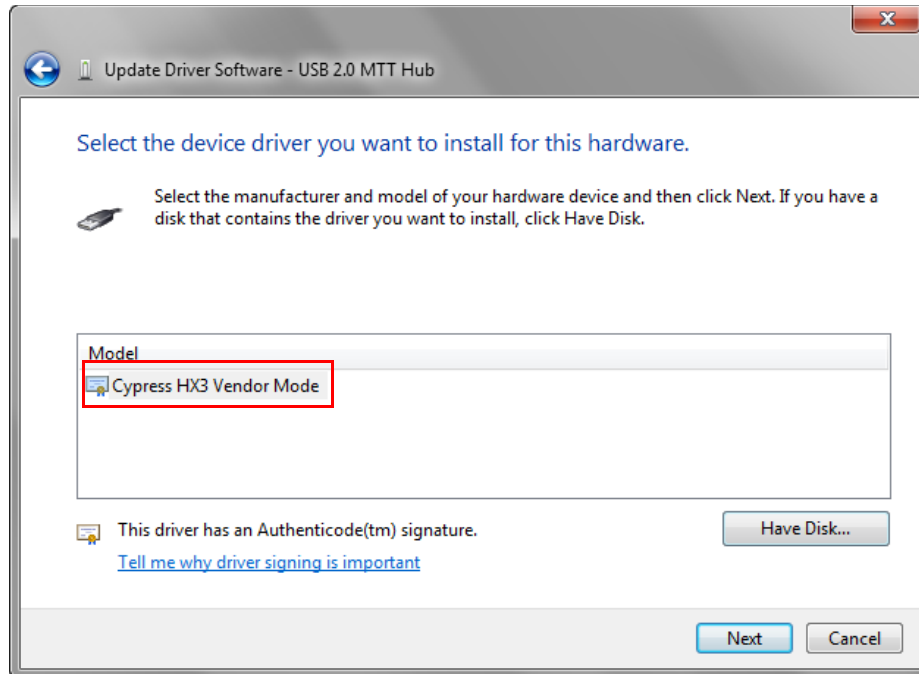 Update Driver Software - USB 2.0 MTT Hub
Select the device driver you want to install for this hardware.
Select the manufacturer and model of your hardware device and then click Next. If you have a
disk that contains the driver you want to install, click Have Disk.
Model
Cypress HX3 Vendor Mode
This driver has an Authenticode(tm) signature.
Have Disk...
Tell me why driver signing is important
Next
Cancel